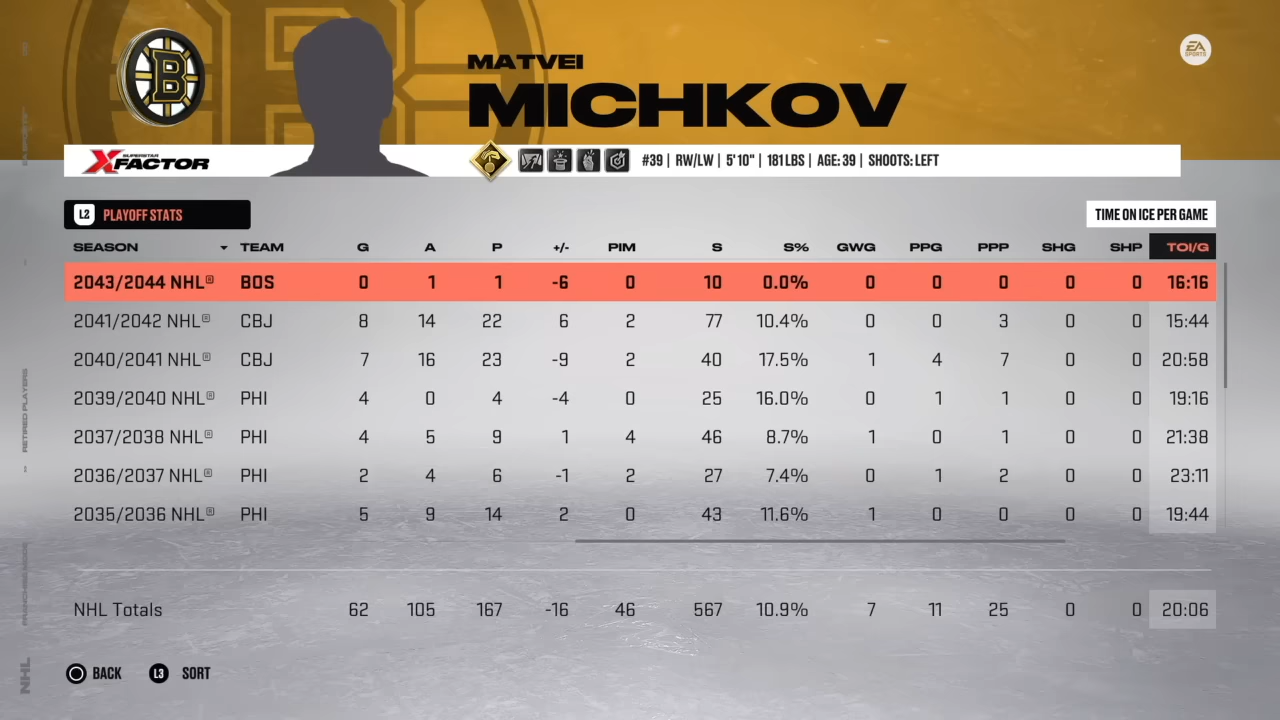 MATVEI
MICHKOV
EA SPORTS
B
SUPERSTAR
X FACTOR
#39 | RW/LW | 5'10" | 181 LBS | AGE: 39 | SHOOTS: LEFT
L2 PLAYOFF STATS
TIME ON ICE PER GAME
SEASON TEAM G A P +/- PIM S S% GWG PPG PPP SHG SHP TOI/G
2043/2044 NHL® BOS 0 1 1 -6 0 10 0.0% 0 0 0 0 0 16:16
2041/2042 NHL® CBJ 8 14 22 6 2 77 10.4% 0 0 3 0 0 15:44
2040/2041 NHL® CBJ 7 16 23 -9 2 40 17.5% 1 4 7 0 0 20:58
2039/2040 NHL® PHI 4 0 4 -4 0 25 16.0% 0 1 1 0 0 19:16
2037/2038 NHL® PHI 4 5 9 1 4 46 8.7% 1 0 1 0 0 21:38
2036/2037 NHL® PHI 2 4 6 -1 2 27 7.4% 0 1 2 0 0 23:11
2035/2036 NHL® PHI 5 9 14 2 0 43 11.6% 1 0 0 0 0 19:44
NHL Totals 62 105 167 -16 46 567 10.9% 7 11 25 0 0 20:06
BACK L3 SORT
RETIRED PLAYERS
NHL